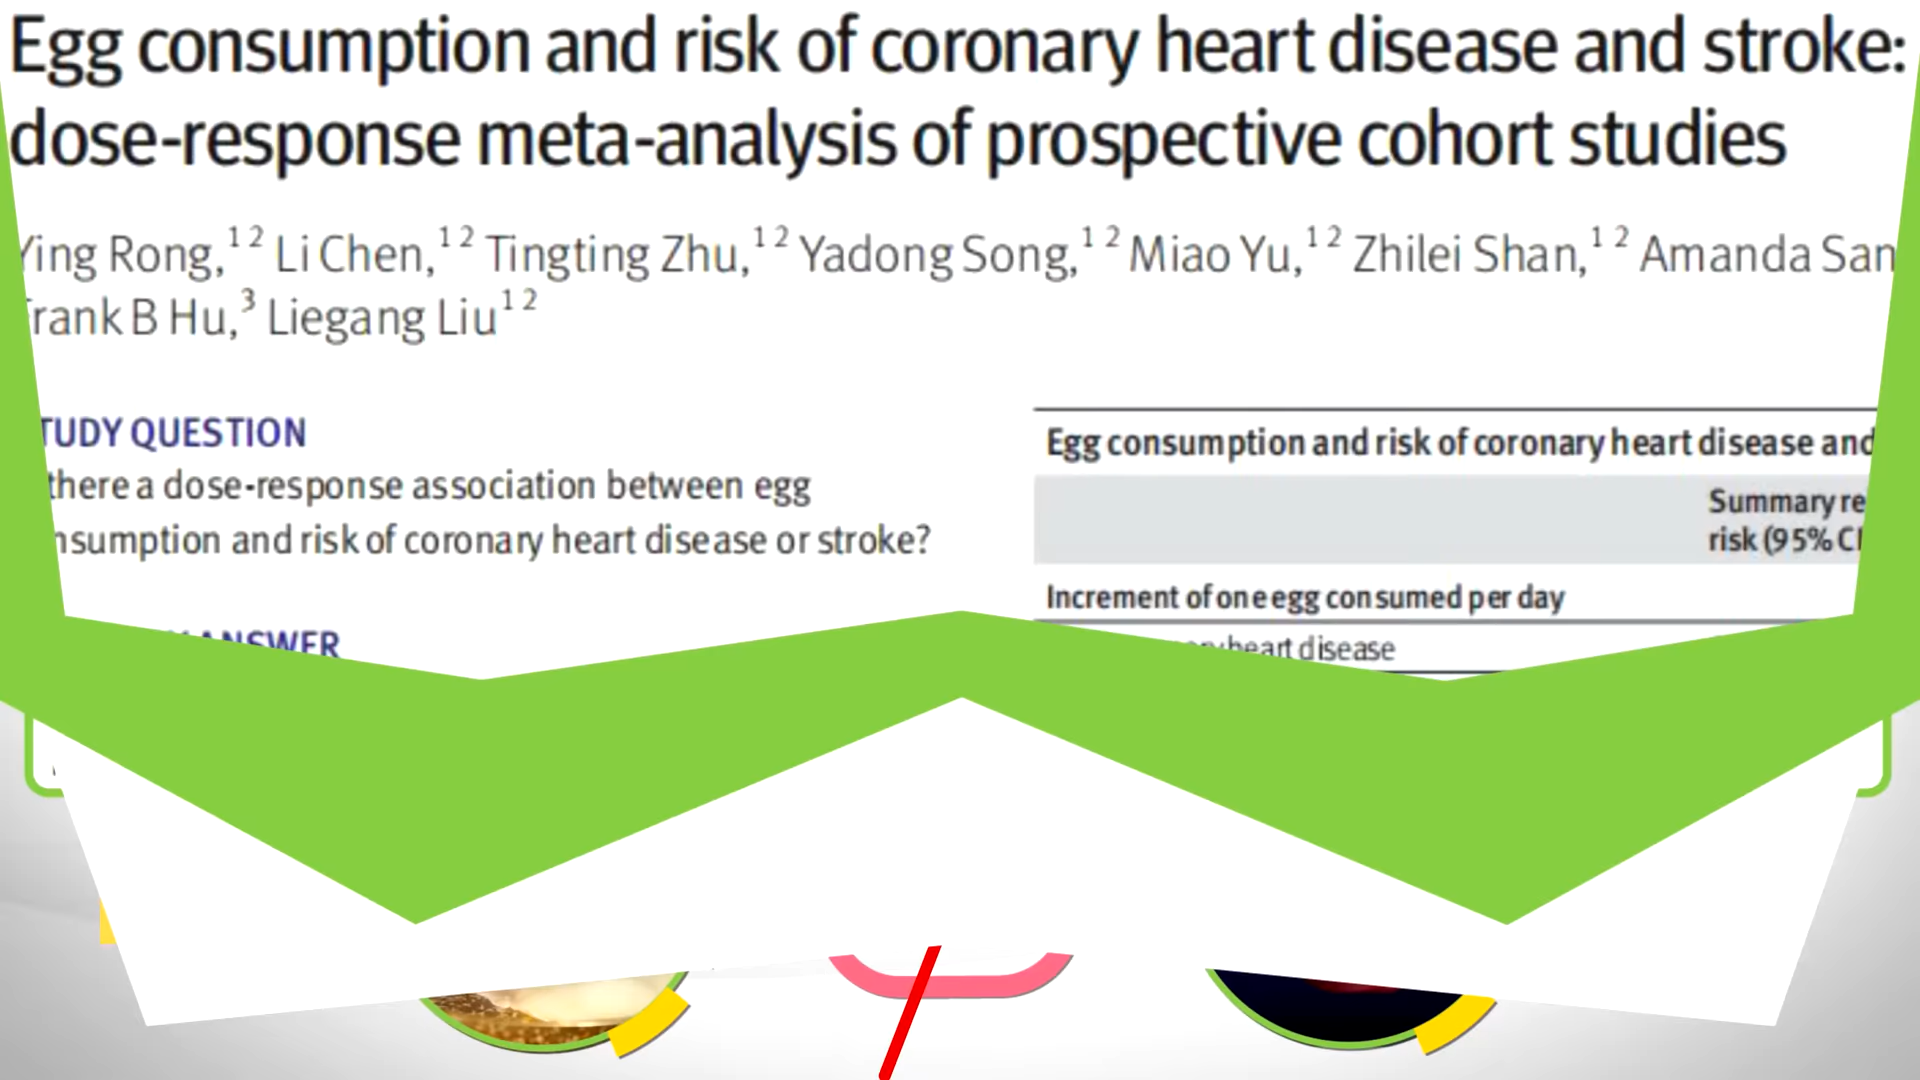 Egg consumption and risk of coronary heart disease and stroke:
dose-response meta-analysis of prospective cohort studies
Ying Rong,1 2 Li Chen,1 2 Tingting Zhu,1 2 Yadong Song,1 2 Miao Yu,1 2 Zhilei Shan,1 2 Amanda San
rank B Hu,3 Liegang Liu1 2
TUDY QUESTION
there a dose-response association between egg
nsumption and risk of coronary heart disease or stroke?
ANSWER
Egg consumption and risk of coronary heart disease and
Summary re
risk (95% CI
Increment of one egg consumed per day
heart disease